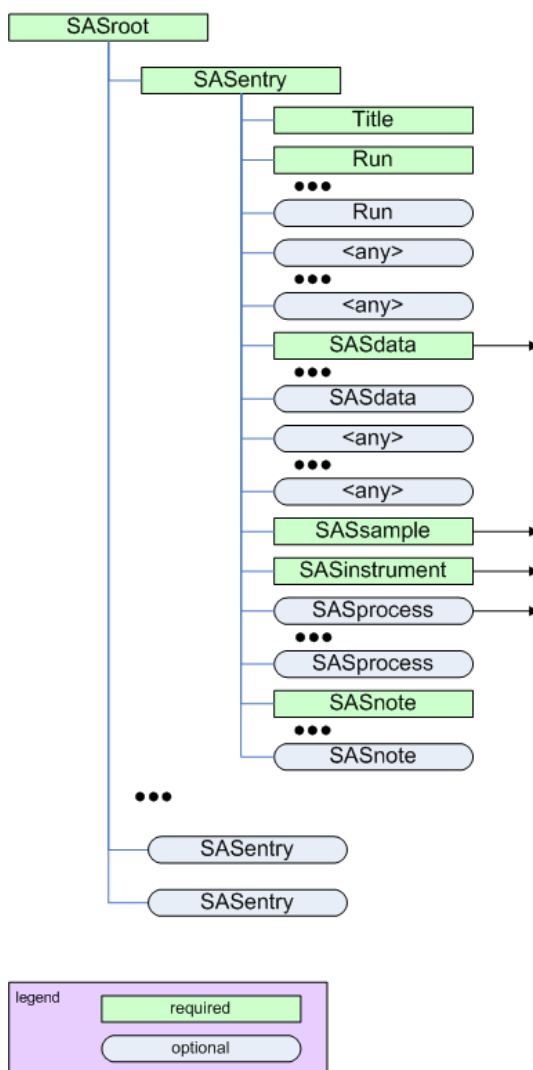 SASroot
SASentry
Title
Run
Run
<any>
<any>
SASdata
SASdata
<any>
<any>
SASsample
SASinstrument
SASprocess
SASprocess
SASnote
SASnote
SASentry
SASentry
legend
required
optional